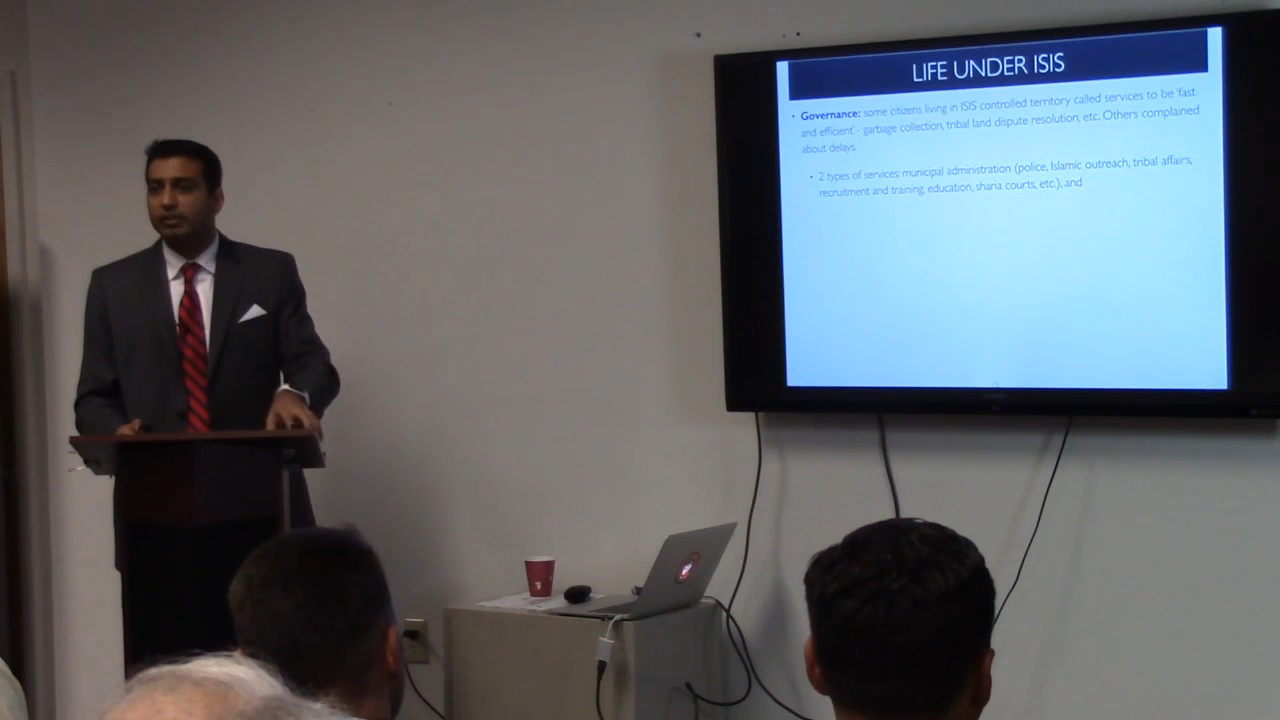 LIFE UNDER ISIS
• Governance: some citizens living in ISIS controlled territory called services to be 'fast
and efficient' - garbage collection, tribal land dispute resolution, etc. Others complained
about delays.
• 2 types of services: municipal administration (police, Islamic outreach, tribal affairs,
recruitment and training, education, sharia courts, etc.), and